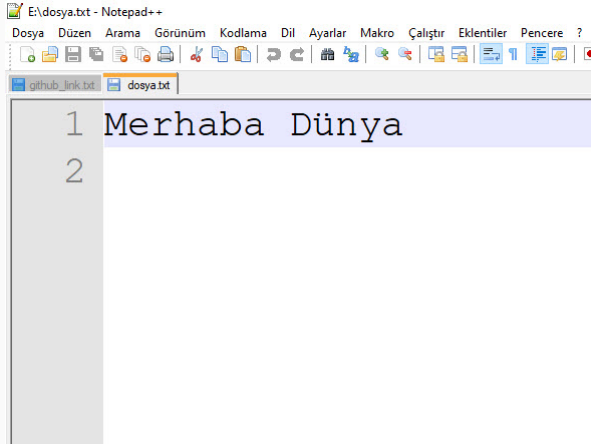 E:\dosya.txt - Notepad++
Dosya Düzen Arama Görünüm Kodlama Dil Ayarlar Makro Çalıştır Eklentiler Pencere ?
github_link.txt dosya.txt
1 Merhaba Dünya
2